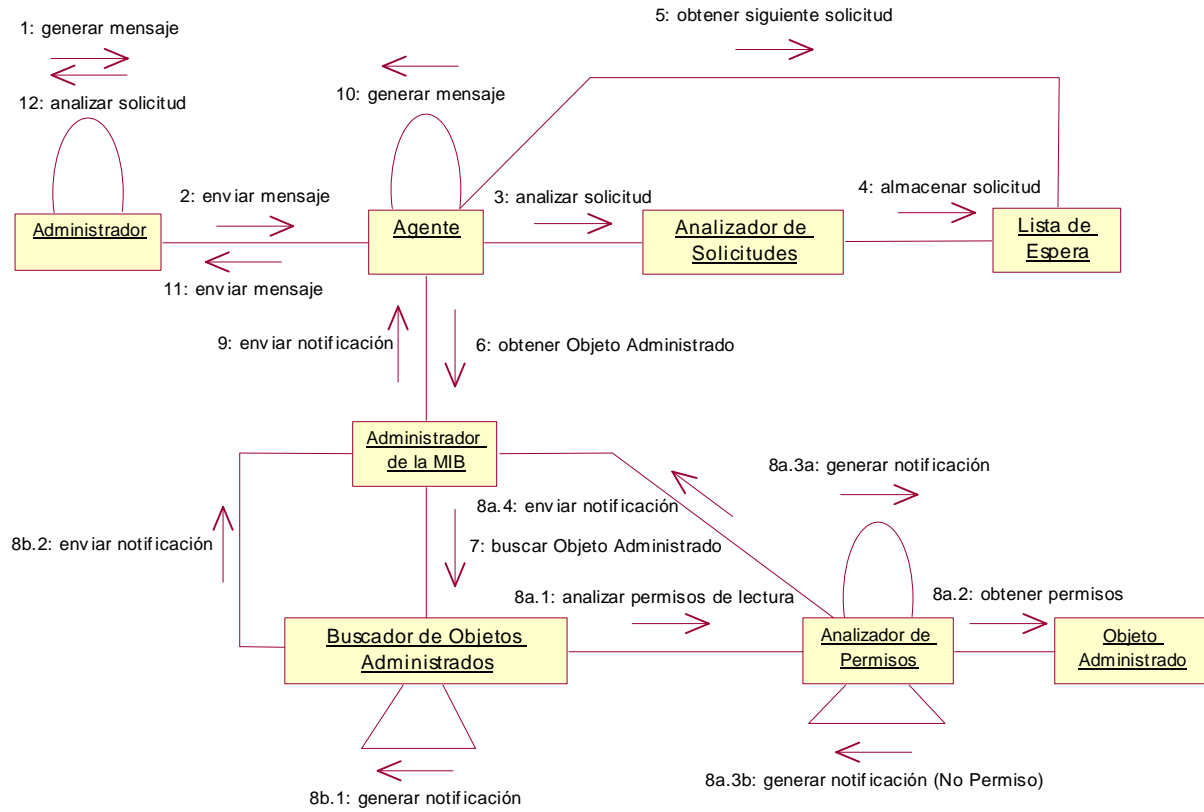 1: generar mensaje
5: obtener siguiente solicitud
12: analizar solicitud
10: generar mensaje
2: enviar mensaje
3: analizar solicitud
4: almacenar solicitud
Administrador
Agente
Analizador de
Solicitudes
Lista de
Espera
11: enviar mensaje
9: enviar notificación
6: obtener Objeto Administrado
Administrador
de la MIB
8a.3a: generar notificación
8a.4: enviar notificación
8b.2: enviar notificación
7: buscar Objeto Administrado
8a.1: analizar permisos de lectura
8a.2: obtener permisos
Buscador de Objetos
Administrados
Analizador de
Permisos
Objeto
Administrado
8b.1: generar notificación
8a.3b: generar notificación (No Permiso)